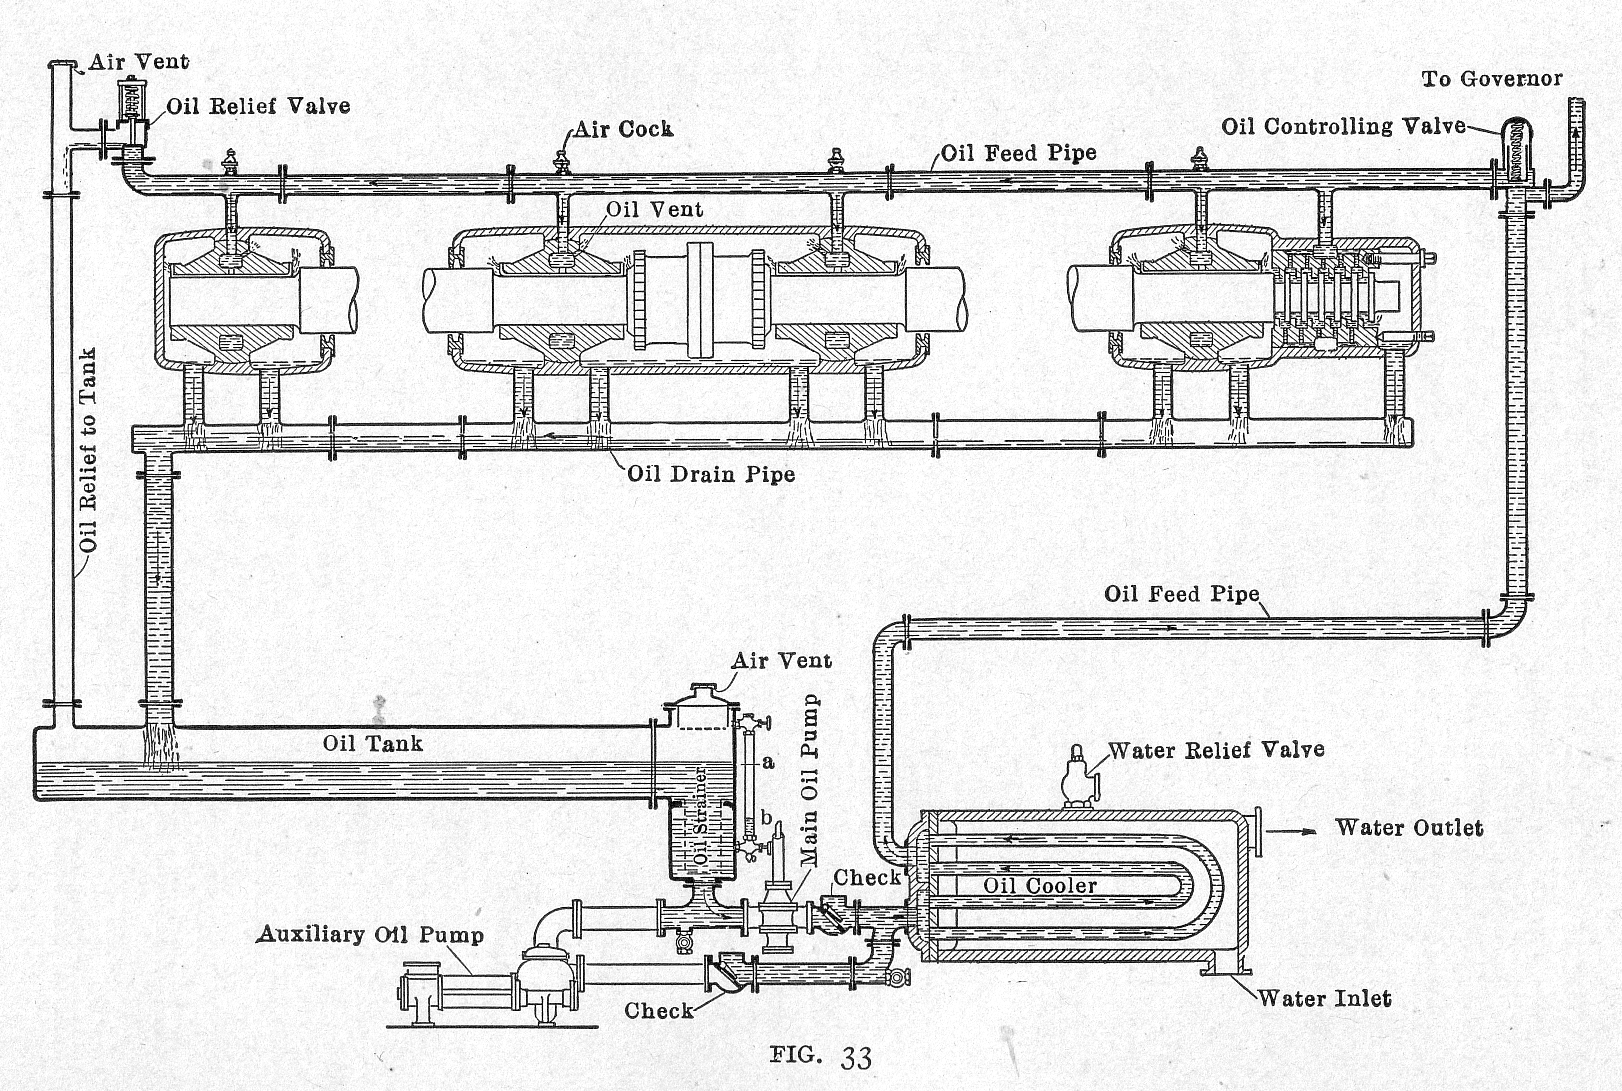 Air Vent
To Governor
Oil Relief Valve
Air Cock
Oil Controlling Valve
Oil Feed Pipe
Oil Vent
Oil Relief to Tank
Oil Drain Pipe
Oil Feed Pipe
Air Vent
Main Oil Pump
Oil Tank
a
Water Relief Valve
Oil Strainer
b
Water Outlet
Check
Oil Cooler
Auxiliary Oil Pump
Water Inlet
Check
FIG. 33